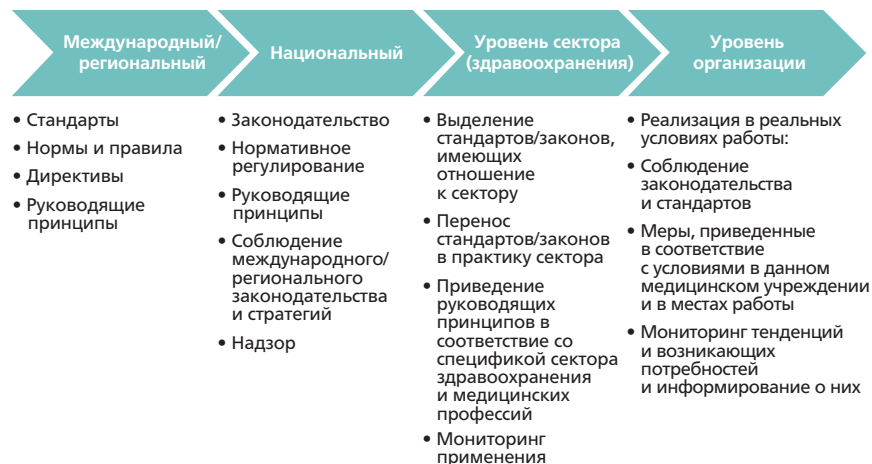 Международный/
региональный
Национальный
Уровень сектора
(здравоохранения)
Уровень
организации
• Стандарты
• Нормы и правила
• Директивы
• Руководящие
принципы
• Законодательство
• Нормативное
регулирование
• Руководящие
принципы
• Соблюдение
международного/
регионального
законодательства
и стратегий
• Надзор
• Выделение
стандартов/законов,
имеющих
отношение
к сектору
• Перенос
стандартов/законов
в практику сектора
• Приведение
руководящих
принципов в
соответствие со
спецификой сектора
здравоохранения
и медицинских
профессий
• Мониторинг
применения
• Реализация в реальных
условиях работы:
• Соблюдение
законодательства
и стандартов
• Меры, приведенные
в соответствие
с условиями в данном
медицинском учреждении
и в местах работы
• Мониторинг тенденций
и возникающих
потребностей
и информирование о них